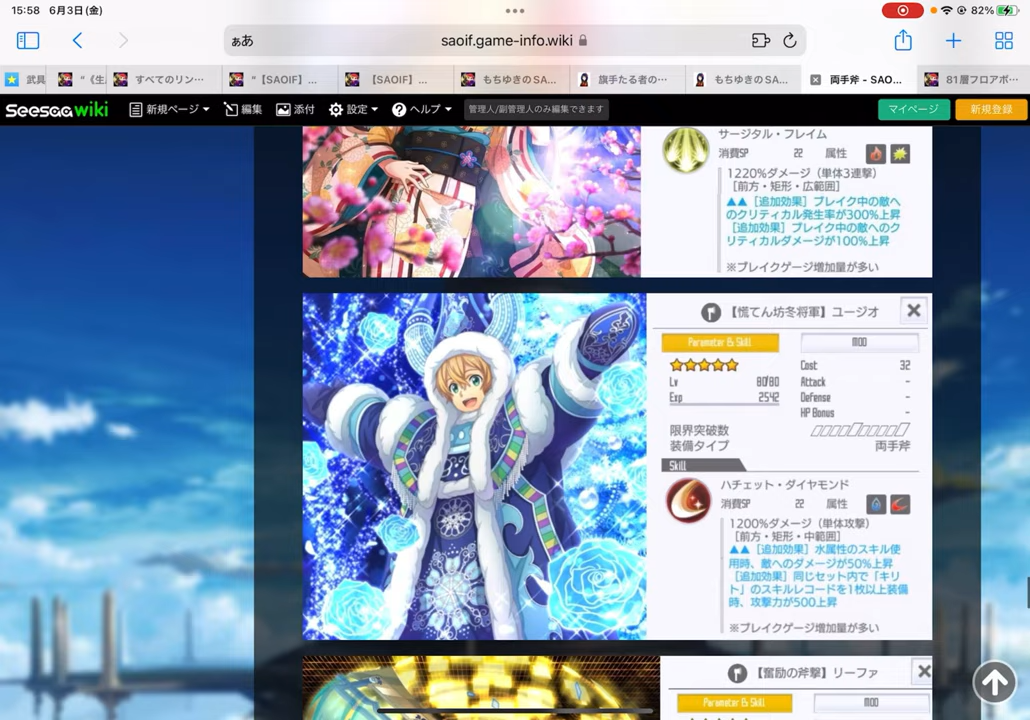 15:58 6月3日(金)
82%
ぁあ
saoif.game-info.wiki
武具
"《生
すべてのリン…
"【SAOIF】…
【SAOIF】…
もちゆきのSA…
旗手たる者の…
もちゆきのSA…
両手斧 - SAO…
81層フロアボ…
Seesaa wiki
新規ページ
編集
添付
設定
ヘルプ
管理人/副管理人のみ編集できます
マイページ
新規登録
サージタル・フレイム
消費SP 22 属性
1220%ダメージ（単体3連撃）
［前方・矩形・広範囲］
▲▲［追加効果］ブレイク中の敵へ
のクリティカル発生率が300%上昇
［追加効果］ブレイク中の敵へのク
リティカルダメージが100%上昇
※ブレイクゲージ増加量が多い
【慌てん坊冬将軍】ユージオ
Parameter & Skill
MOD
Lv 80/80
Exp 2542
Cost 32
Attack -
Defense -
HP Bonus -
限界突破数
装備タイプ 両手斧
Skill
ハチェット・ダイヤモンド
消費SP 22 属性
1200%ダメージ（単体攻撃）
［前方・矩形・中範囲］
▲▲［追加効果］水属性のスキル使
用時、敵へのダメージが50%上昇
［追加効果］同じセット内で「キリ
ト」のスキルレコードを1枚以上装備
時、攻撃力が500上昇
※ブレイクゲージ増加量が多い
【奮励の斧撃】リーファ
Parameter & Skill
MOD